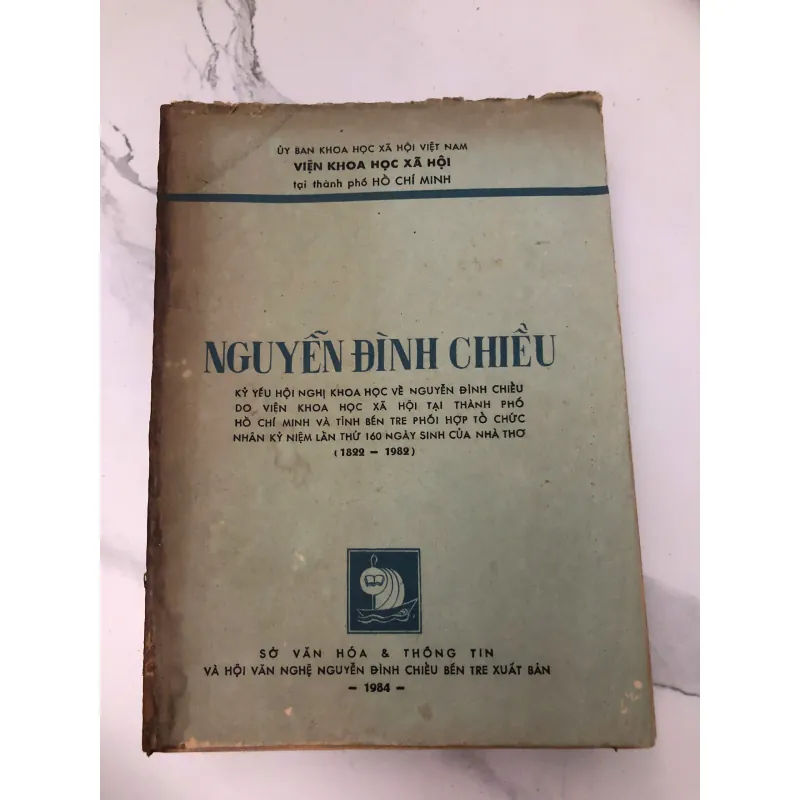 ỦY BAN KHOA HỌC XÃ HỘI VIỆT NAM
VIỆN KHOA HỌC XÃ HỘI
tại thành phố HỒ CHÍ MINH
NGUYỄN ĐÌNH CHIỂU
KỶ YẾU HỘI NGHỊ KHOA HỌC VỀ NGUYỄN ĐÌNH CHIỂU
DO VIỆN KHOA HỌC XÃ HỘI TẠI THÀNH PHỐ
HỒ CHÍ MINH VÀ TỈNH BẾN TRE PHỐI HỢP TỔ CHỨC
NHÂN KỶ NIỆM LẦN THỨ 160 NGÀY SINH CỦA NHÀ THƠ
(1822 - 1982)
SỞ VĂN HÓA & THÔNG TIN
VÀ HỘI VĂN NGHỆ NGUYỄN ĐÌNH CHIỂU BẾN TRE XUẤT BẢN
- 1984 -